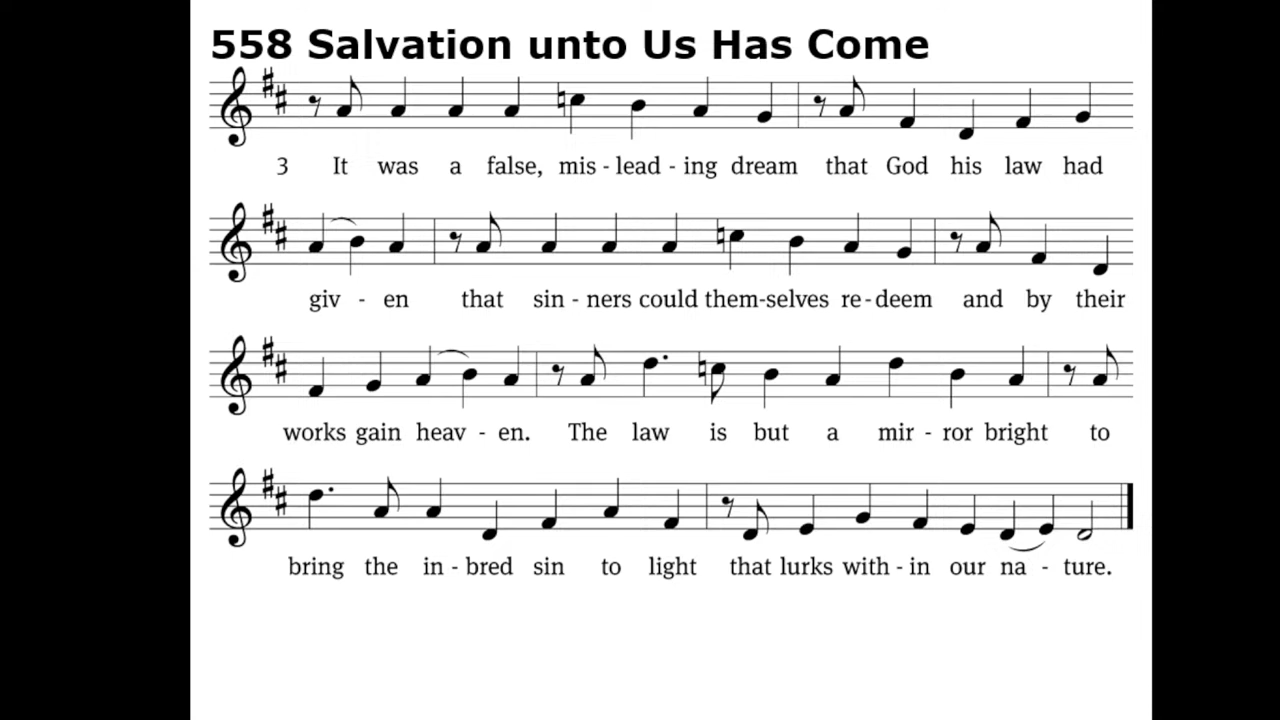 558 Salvation unto Us Has Come
3 It was a false, mis - lead - ing dream that God his law had
giv - en that sin - ners could them-selves re - deem and by their
works gain heav - en. The law is but a mir - ror bright to
bring the in - bred sin to light that lurks with - in our na - ture.